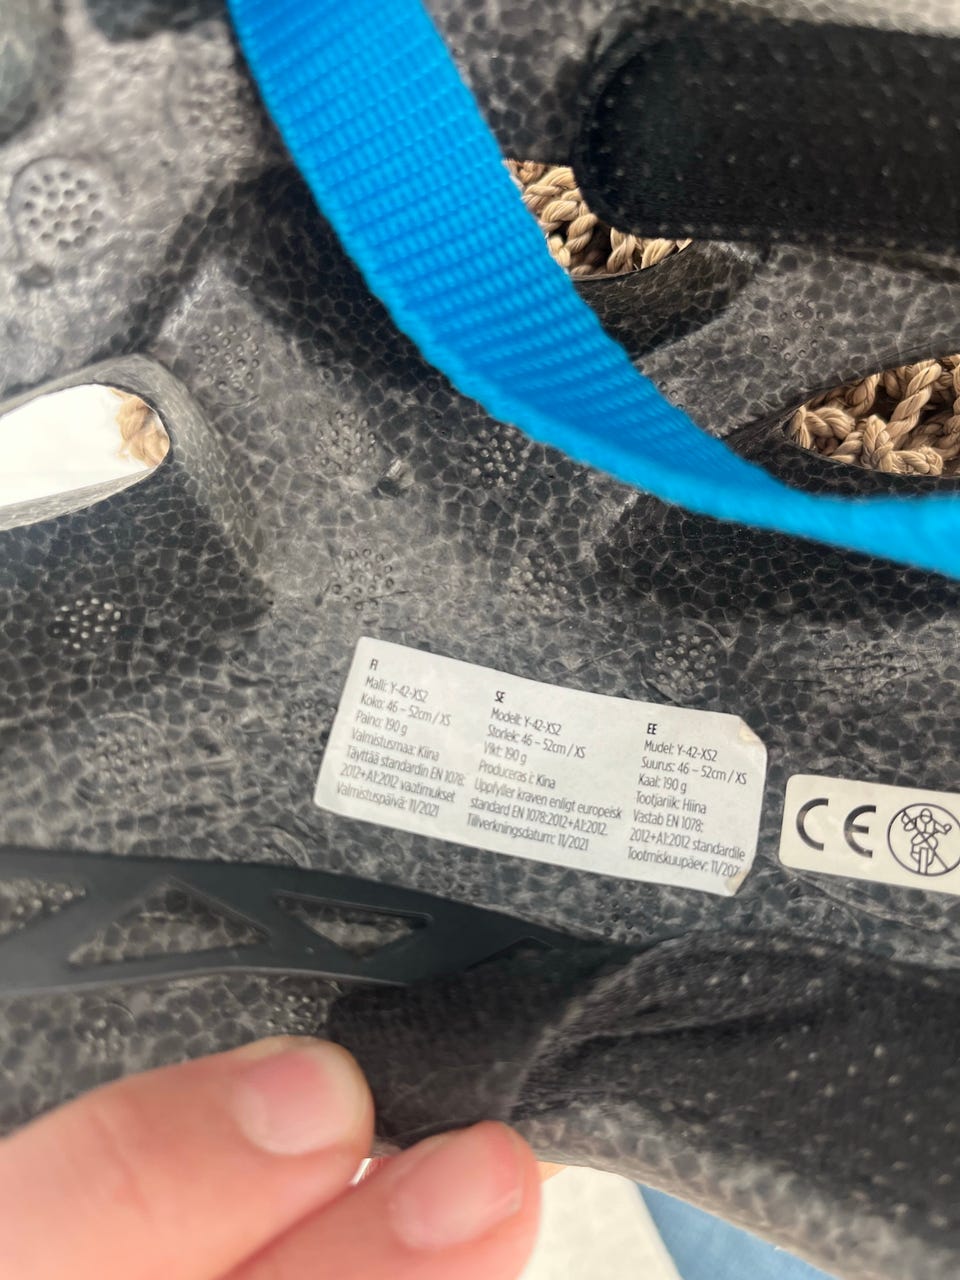 FI
Malli: Y-42-XS2
Koko: 46 – 52cm / XS
Paino: 190 g
Valmistusmaa: Kiina
Täyttää standardin EN 1078:
2012+A1:2012 vaatimukset
Valmistuspäivä: 11/2021
SE
Modell: Y-42-XS2
Storlek: 46 – 52cm / XS
Vikt: 190 g
Produceras i: Kina
Uppfyller kraven enligt europeisk
standard EN 1078:2012+A1:2012.
Tillverkningsdatum: 11/2021
EE
Mudel: Y-42-XS2
Suurus: 46 – 52cm / XS
Kaal: 190 g
Tootjariik: Hiina
Vastab EN 1078:
2012+A1:2012 standardile
Tootmiskuupäev: 11/202
CE